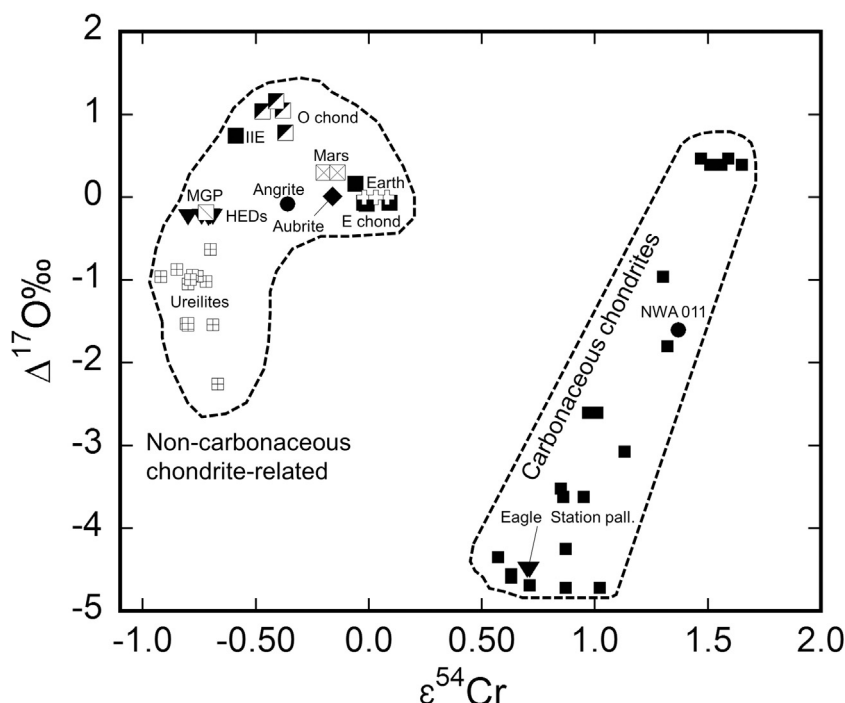 2
1
0
-1
-2
-3
-4
-5
Δ¹⁷O‰
O chond
IIE
Mars
MGP
Angrite
Earth
HEDs
Aubrite
E chond
Ureilites
Non-carbonaceous
chondrite-related
Carbonaceous chondrites
NWA 011
Eagle Station pall.
-1.0
-0.50
0.0
0.50
1.0
1.5
2.0
ε⁵⁴Cr